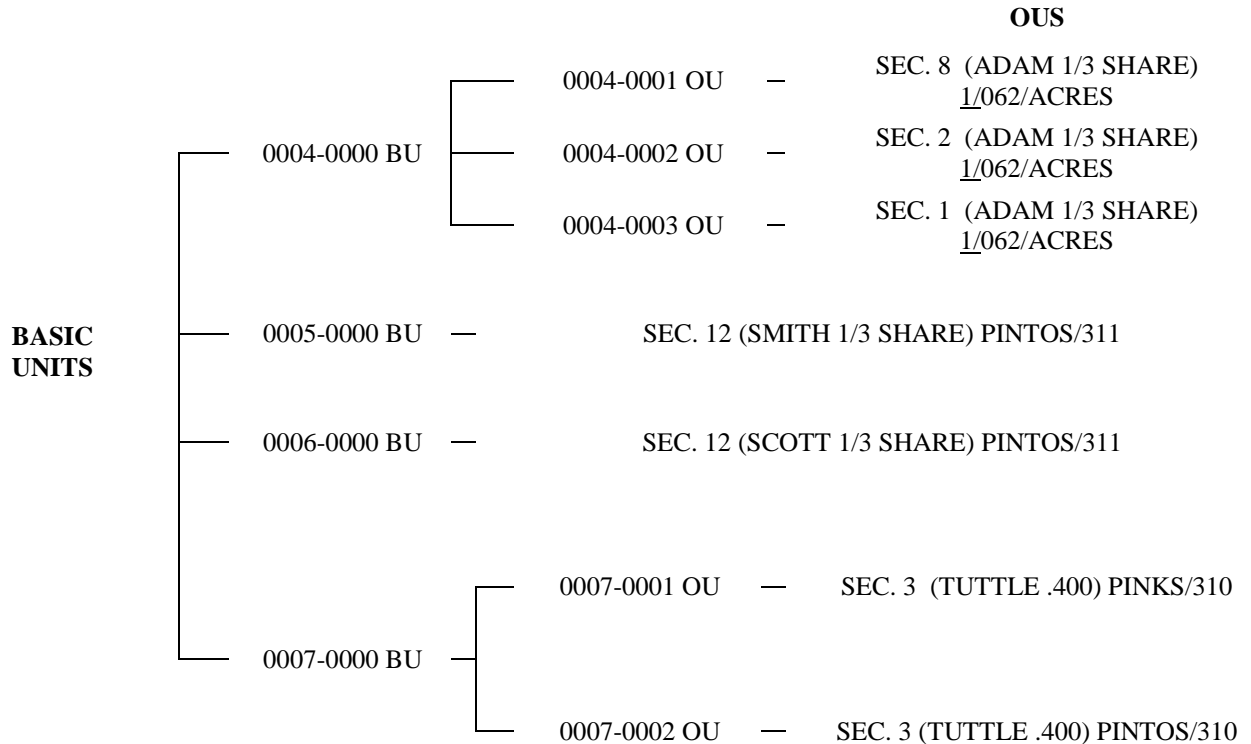 OUS
0004-0001 OU — SEC. 8 (ADAM 1/3 SHARE)
1/062/ACRES
0004-0000 BU
0004-0002 OU — SEC. 2 (ADAM 1/3 SHARE)
1/062/ACRES
0004-0003 OU — SEC. 1 (ADAM 1/3 SHARE)
1/062/ACRES
BASIC
UNITS
0005-0000 BU — SEC. 12 (SMITH 1/3 SHARE) PINTOS/311
0006-0000 BU — SEC. 12 (SCOTT 1/3 SHARE) PINTOS/311
0007-0001 OU — SEC. 3 (TUTTLE .400) PINKS/310
0007-0000 BU
0007-0002 OU — SEC. 3 (TUTTLE .400) PINTOS/310